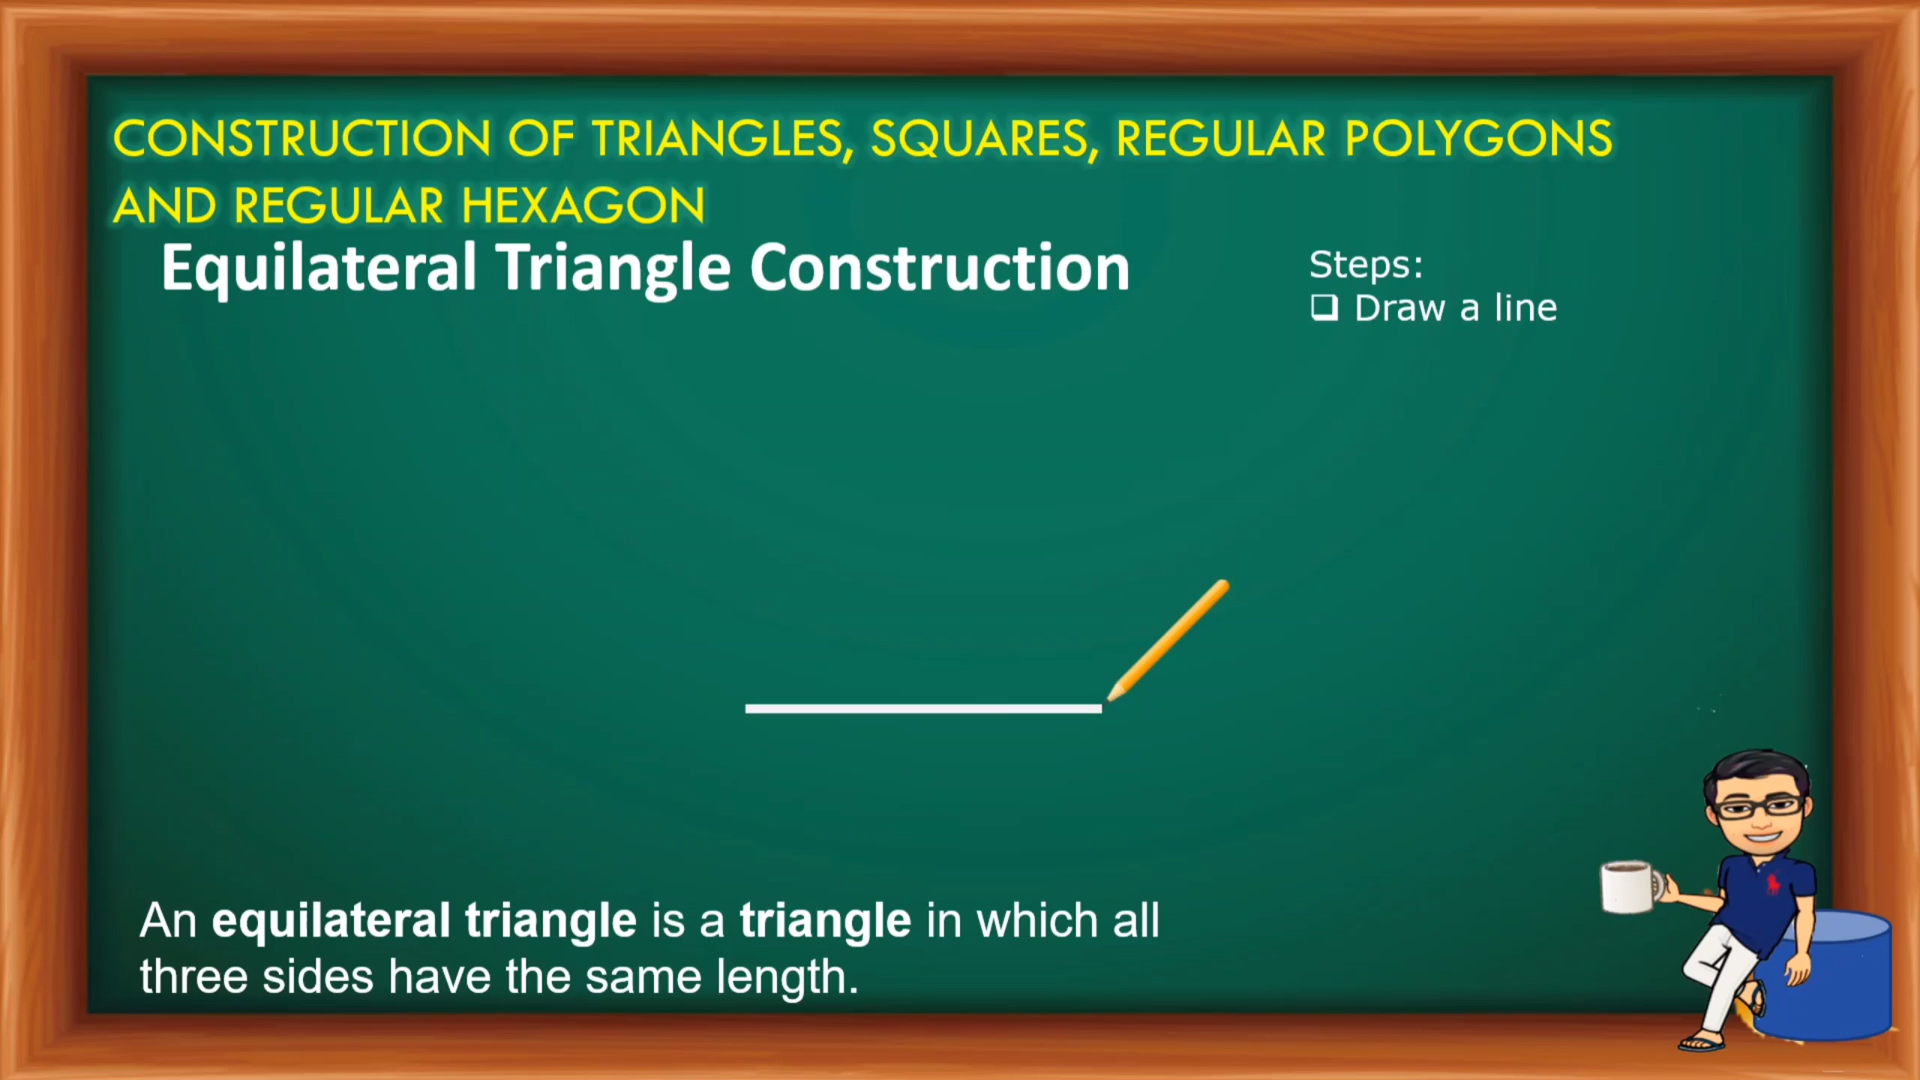 CONSTRUCTION OF TRIANGLES, SQUARES, REGULAR POLYGONS
AND REGULAR HEXAGON
Equilateral Triangle Construction
Steps:
❑ Draw a line
An equilateral triangle is a triangle in which all
three sides have the same length.